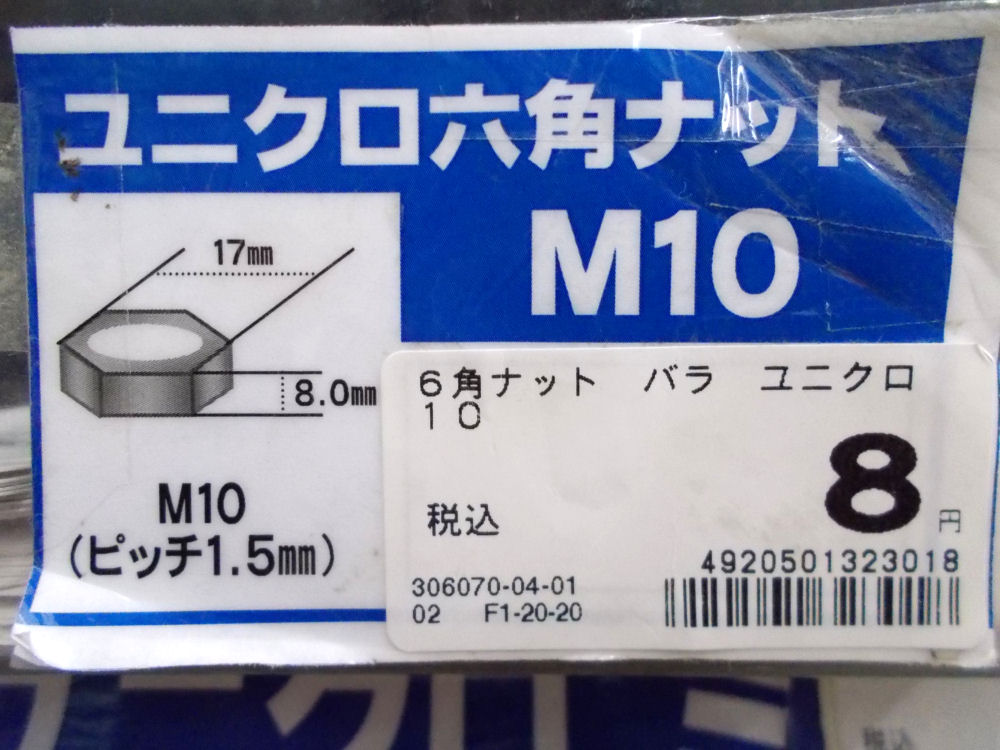 ユニクロ六角ナット
M10
17mm
8.0mm
M10
(ピッチ1.5mm)
6角ナット バラ ユニクロ
10
税込
8円
4920501323018
306070-04-01
02 F1-20-20